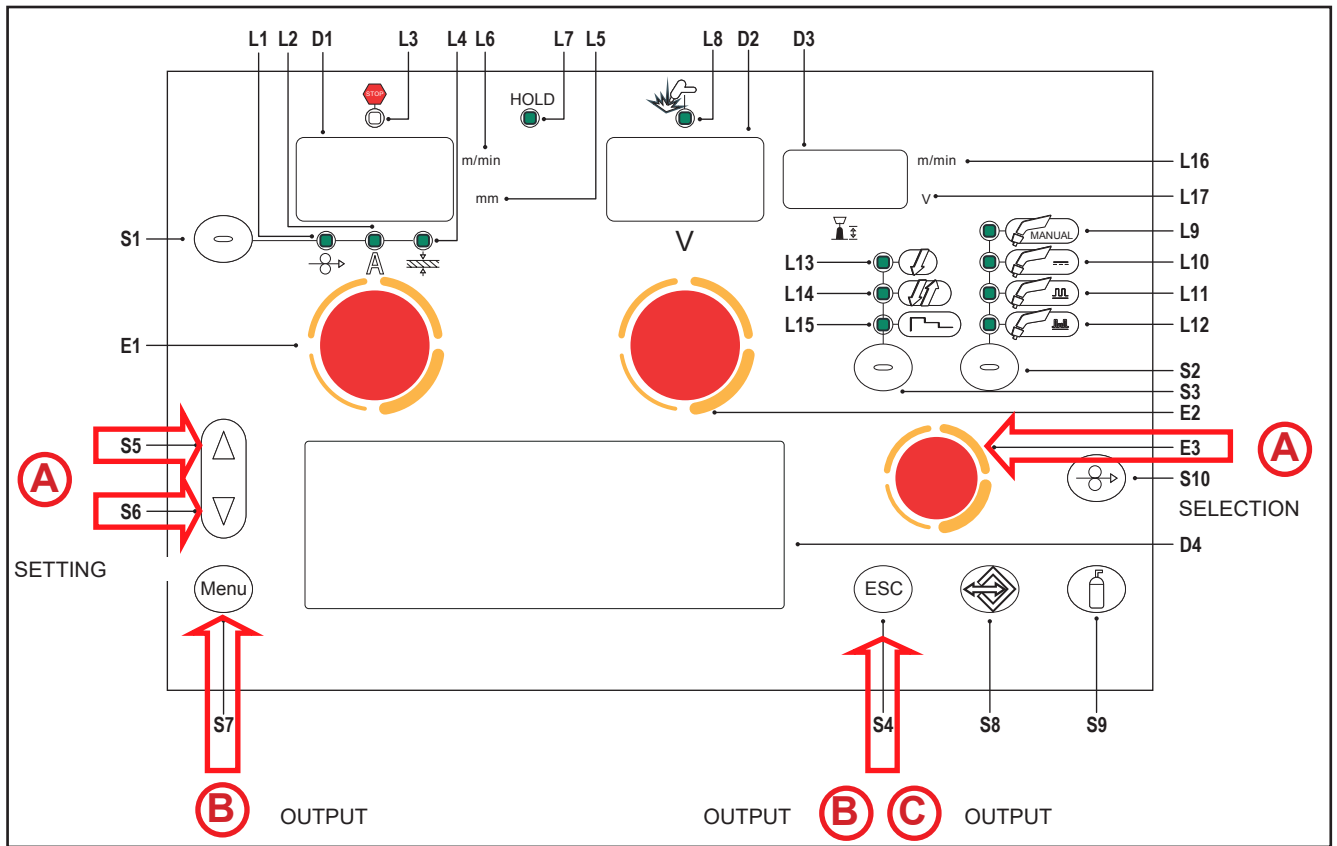 L1 L2 D1 L3 L4 L6 L7 L5 L8 D2 D3
STOP
HOLD
m/min
m/min
L16
mm
V
L17
S1
MANUAL
L9
A
V
L13
L10
L14
L11
L15
L12
E1
S2
S3
E2
S5
E3
A
A
S10
S6
SELECTION
D4
SETTING
Menu
ESC
S7
S4
S8
S9
B
OUTPUT
OUTPUT
B
C
OUTPUT